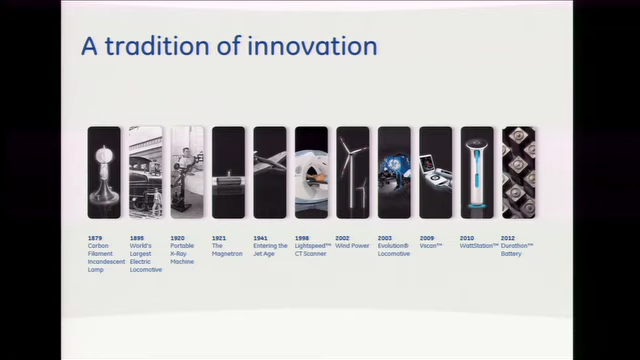 A tradition of innovation
1879
Carbon
Filament
Incandescent
Lamp
1895
World's
Largest
Electric
Locomotive
1920
Portable
X-Ray
Machine
1921
The
Magnetron
1941
Entering the
Jet Age
1998
Lightspeed™
CT Scanner
2002
Wind Power
2003
Evolution®
Locomotive
2009
Vscan™
2010
WattStation™
2012
Durathon™
Battery